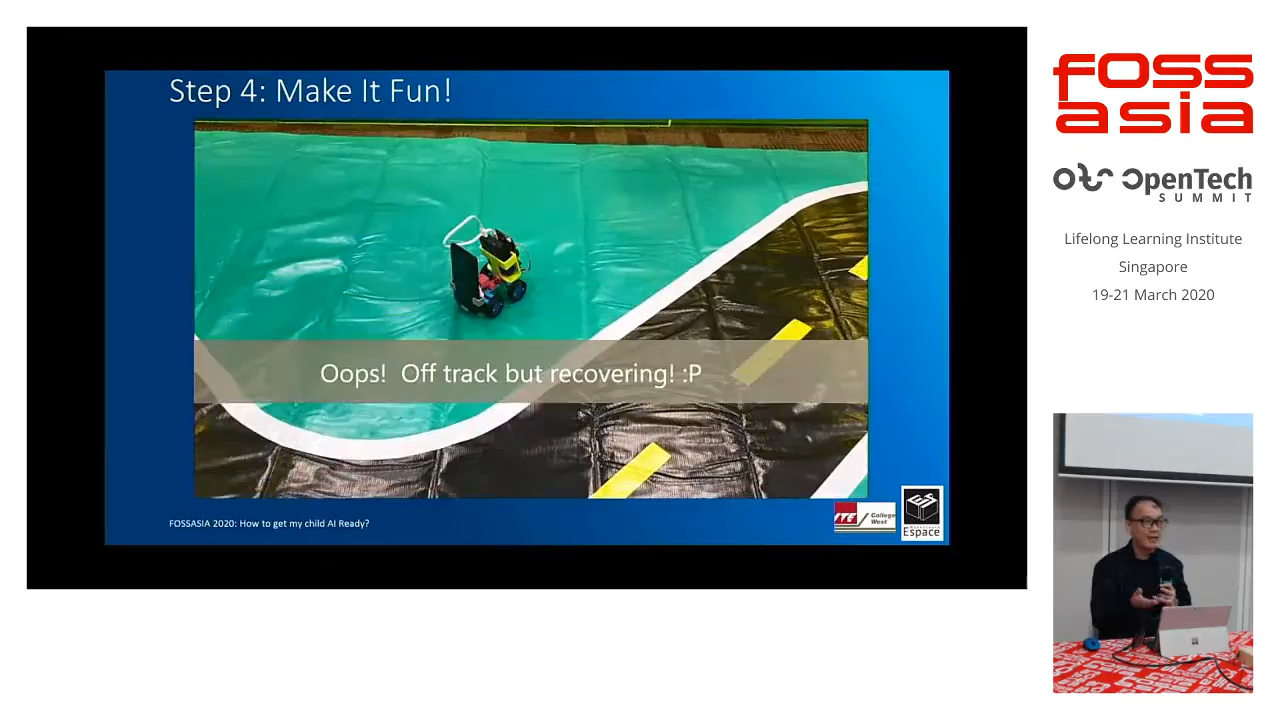 Step 4: Make It Fun!
Oops! Off track but recovering! :P
FOSSASIA 2020: How to get my child AI Ready?
ITE College
West
Espace
FOSS
asia
OTS OpenTech
SUMMIT
Lifelong Learning Institute
Singapore
19-21 March 2020